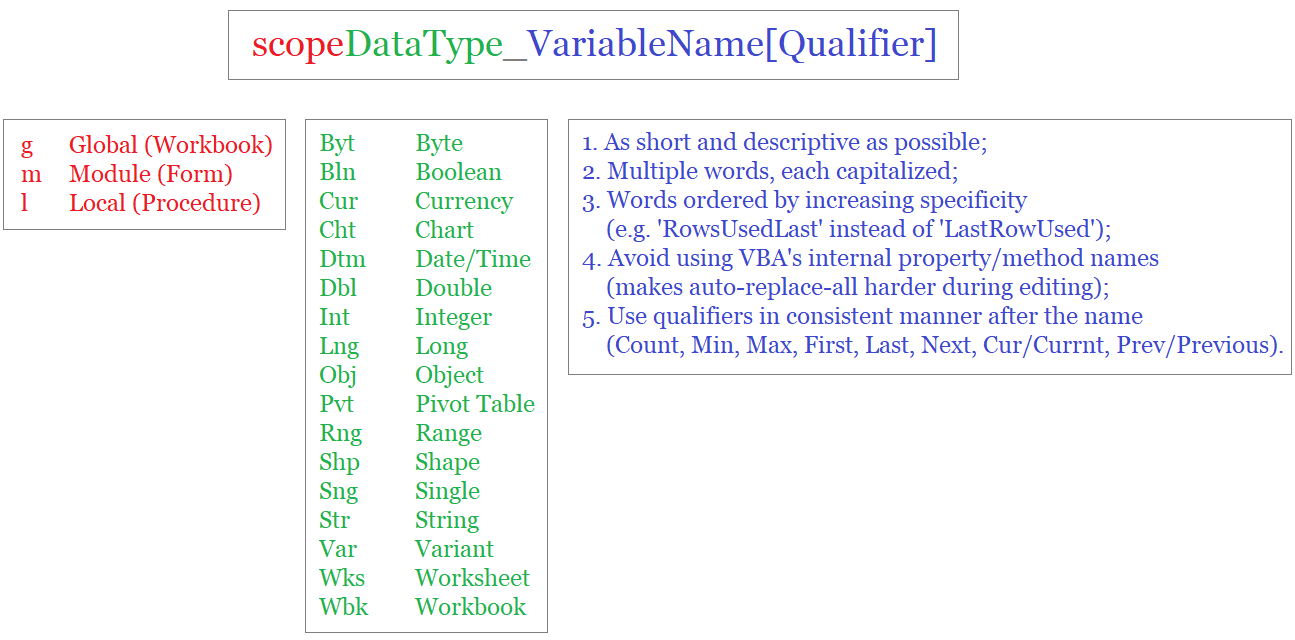 scopeDataType_VariableName[Qualifier]
g Global (Workbook)
m Module (Form)
l Local (Procedure)
Byt Byte
Bln Boolean
Cur Currency
Cht Chart
Dtm Date/Time
Dbl Double
Int Integer
Lng Long
Obj Object
Pvt Pivot Table
Rng Range
Shp Shape
Sng Single
Str String
Var Variant
Wks Worksheet
Wbk Workbook
1. As short and descriptive as possible;
2. Multiple words, each capitalized;
3. Words ordered by increasing specificity
(e.g. 'RowsUsedLast' instead of 'LastRowUsed');
4. Avoid using VBA's internal property/method names
(makes auto-replace-all harder during editing);
5. Use qualifiers in consistent manner after the name
(Count, Min, Max, First, Last, Next, Cur/Currnt, Prev/Previous).